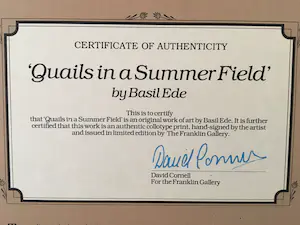 CERTIFICATE OF AUTHENTICITY
'Quails in a Summer Field'
by Basil Ede
This is to certify
that 'Quails in a Summer Field' is an original work of art by Basil Ede. It is further
certified that this work is an authentic collotype print, hand-signed by the artist
and issued in limited edition by The Franklin Gallery.
David Cornell
David Cornell
For the Franklin Gallery